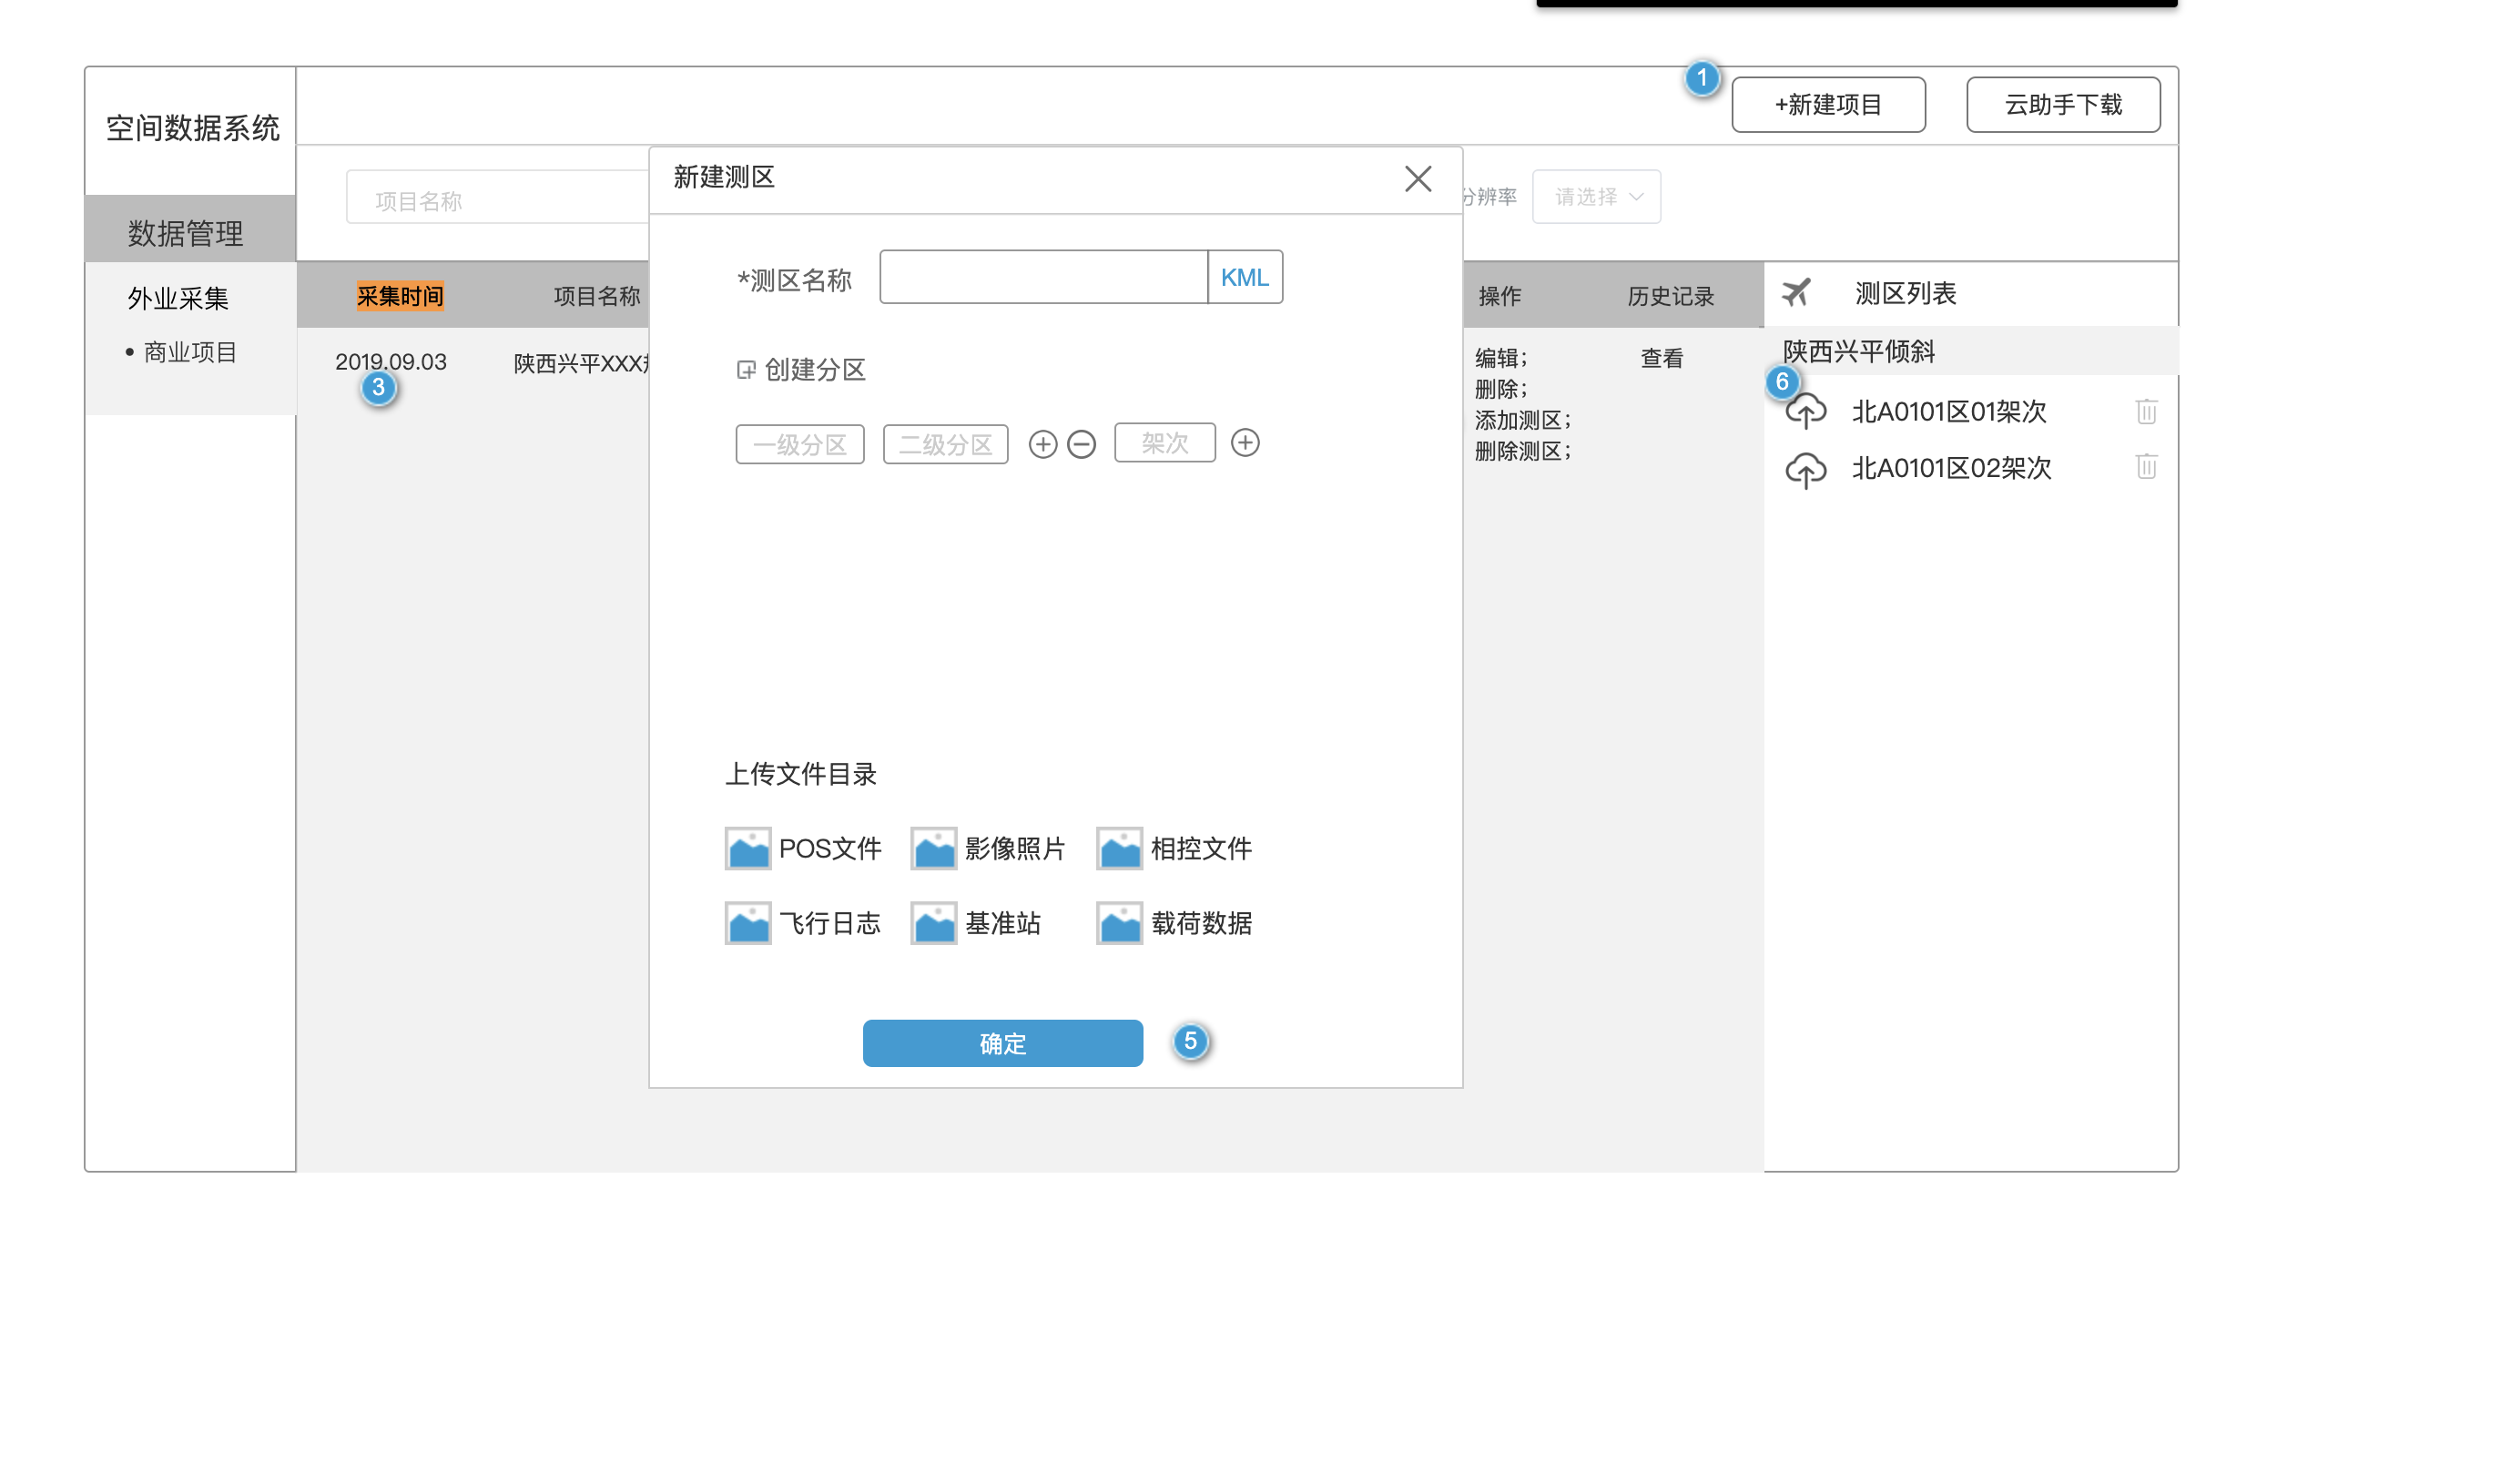 1
+新建项目
云助手下载
空间数据系统
数据管理
外业采集
• 商业项目
项目名称
分辨率
请选择
采集时间
项目名称
操作
历史记录
2019.09.03
3
陕西兴平XXX
编辑；
删除；
添加测区；
删除测区；
查看
新建测区
*测区名称
KML
创建分区
一级分区
二级分区
架次
上传文件目录
POS文件
影像照片
相控文件
飞行日志
基准站
载荷数据
确定
5
测区列表
陕西兴平倾斜
6
北A0101区01架次
北A0101区02架次